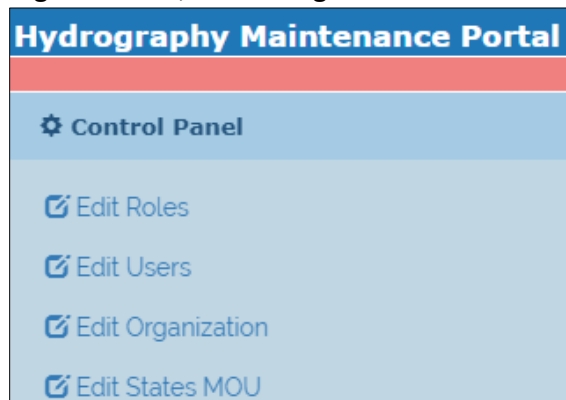 Hydrography Maintenance Portal
Control Panel
Edit Roles
Edit Users
Edit Organization
Edit States MOU